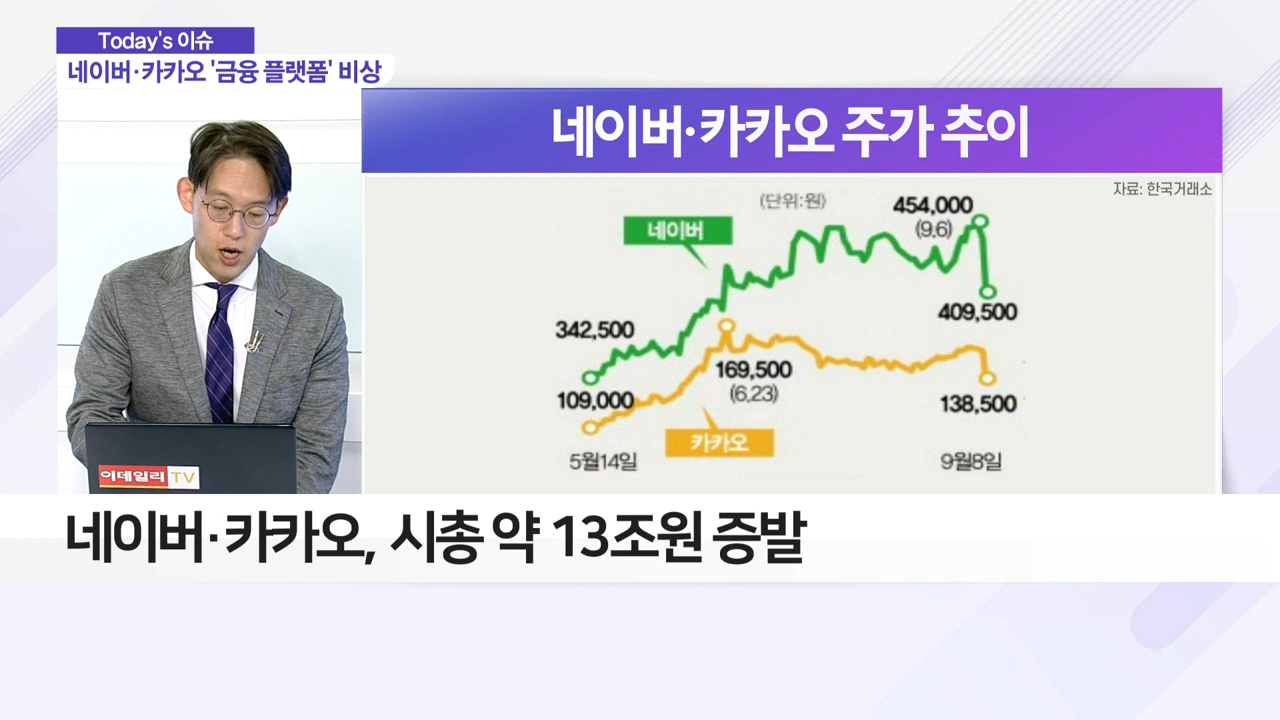 Today's 이슈
네이버·카카오 '금융 플랫폼' 비상
네이버·카카오 주가 추이
자료: 한국거래소
(단위:원)
454,000
(9.6)
네이버
409,500
342,500
169,500
(6.23)
109,000
138,500
카카오
5월14일
9월8일
이데일리 TV
네이버·카카오, 시총 약 13조원 증발